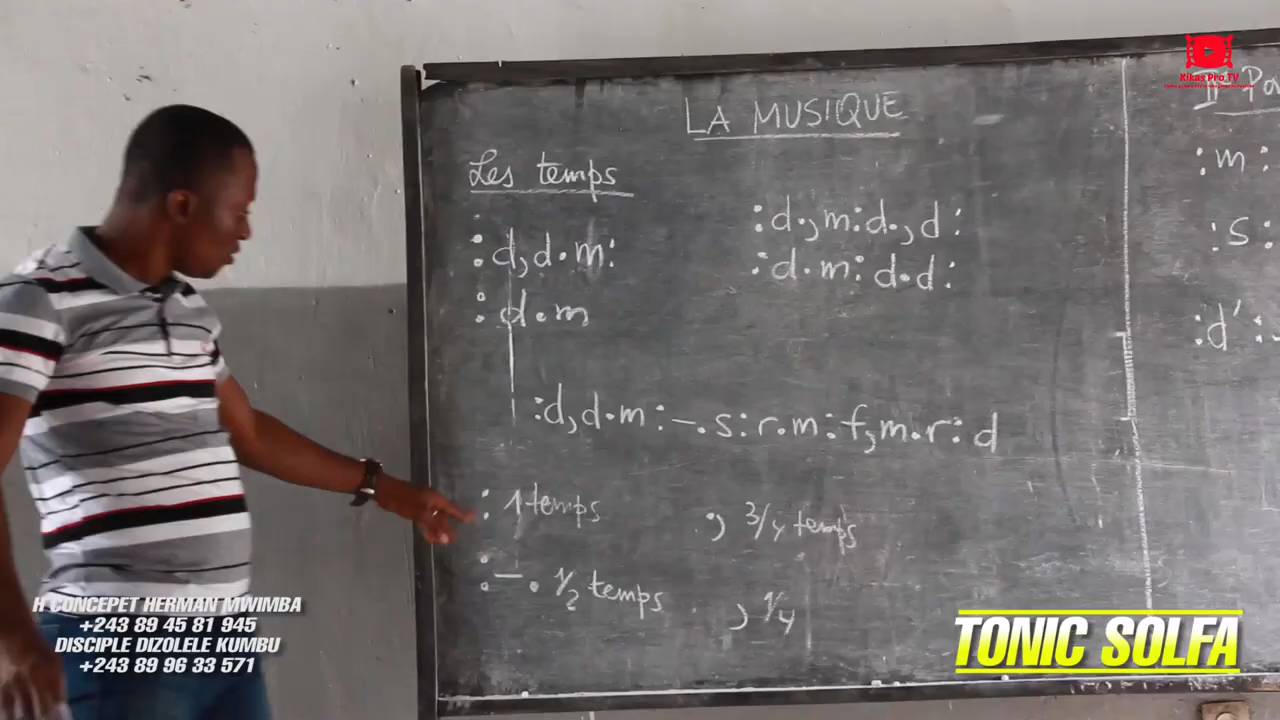 Kikas Pro TV
LA MUSIQUE
Les temps
:d,d.m:
:d.m
:d.,m:d.,d:
:d.m:d.d:
:d,d.m:-.s:r.m:f,m.r:d
: 1 temps
:-. 1/2 temps
., 3/4 temps
, 1/4
:m:
:s:
:d':-
H CONCEPET HERMAN MWIMBA
+243 89 45 81 945
DISCIPLE DIZOLELE KUMBU
+243 89 96 33 571
TONIC SOLFA